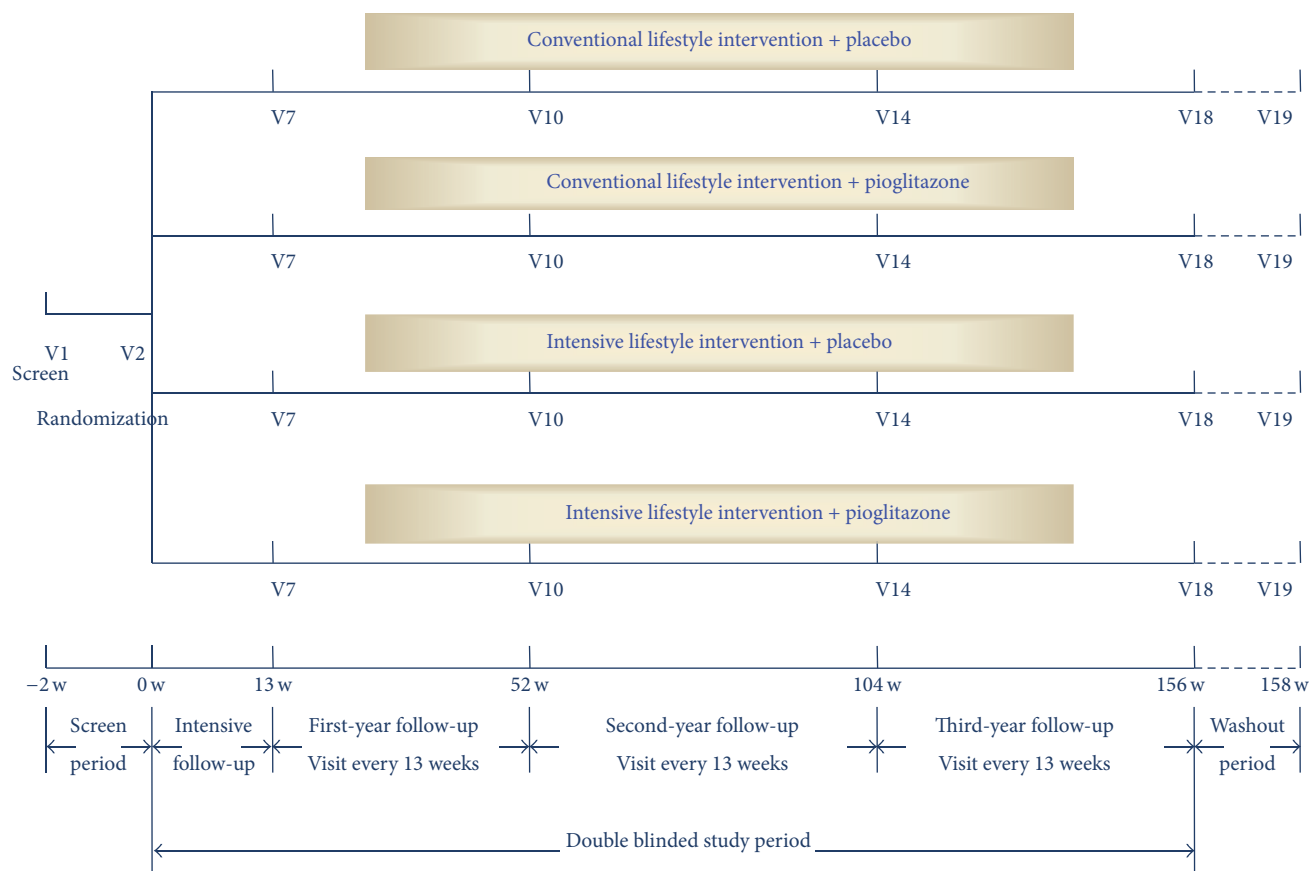 Conventional lifestyle intervention + placebo
V7 V10 V14 V18 V19
Conventional lifestyle intervention + pioglitazone
V7 V10 V14 V18 V19
Intensive lifestyle intervention + placebo
V1 V2
Screen
Randomization V7 V10 V14 V18 V19
Intensive lifestyle intervention + pioglitazone
V7 V10 V14 V18 V19
−2 w 0 w 13 w 52 w 104 w 156 w 158 w
Screen Intensive First-year follow-up Second-year follow-up Third-year follow-up Washout
period follow-up Visit every 13 weeks Visit every 13 weeks Visit every 13 weeks period
Double blinded study period